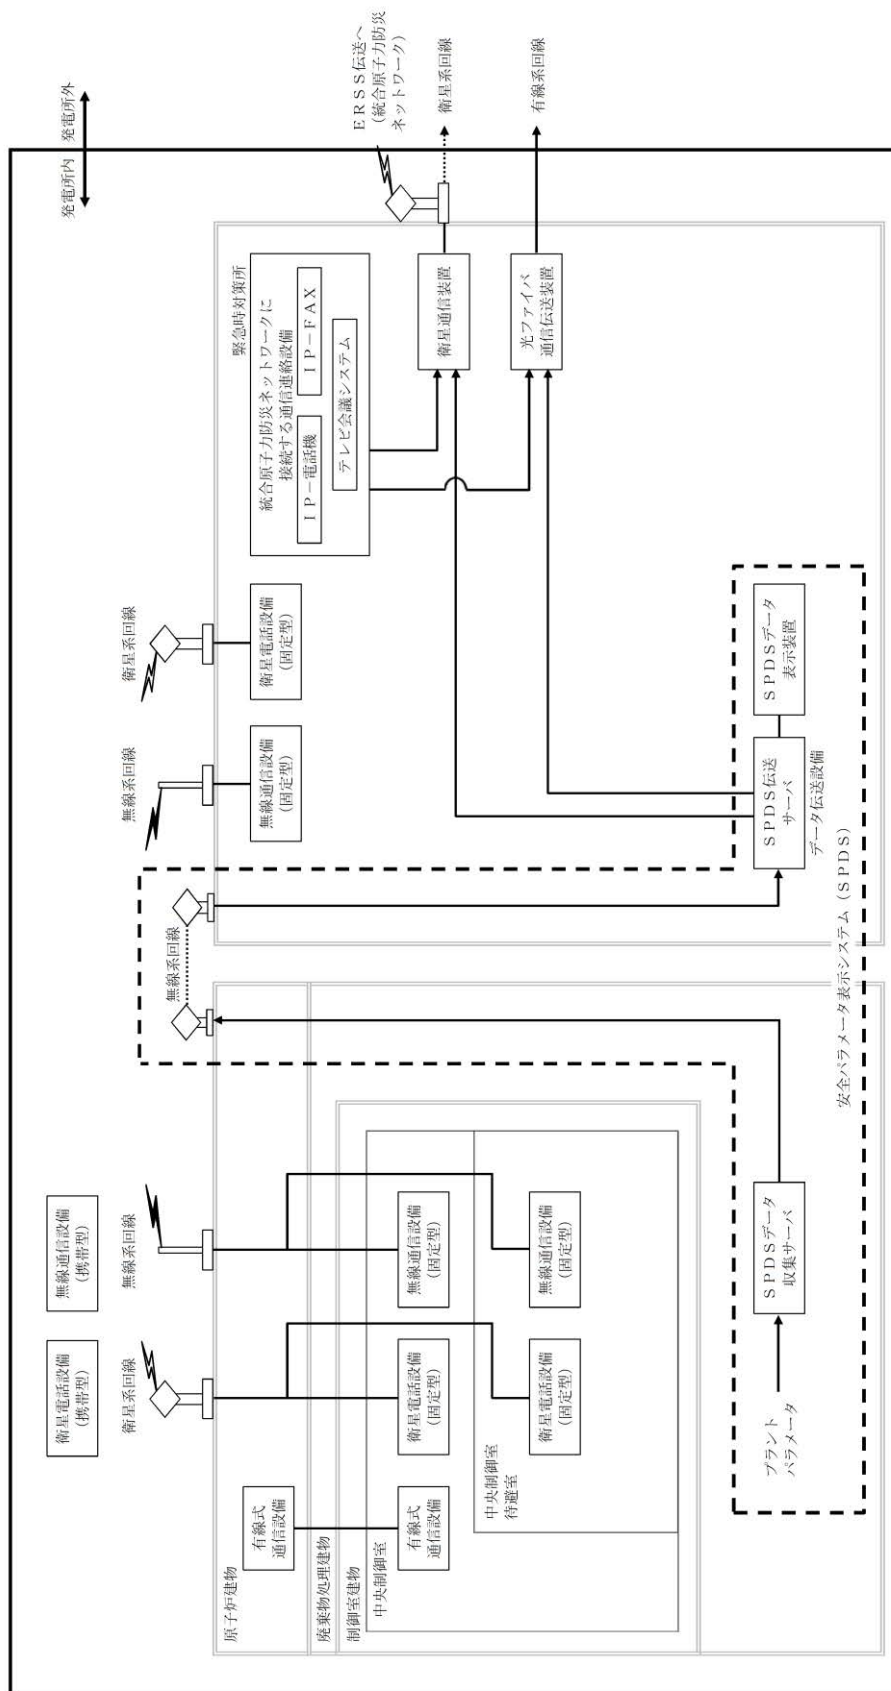 発電所内
発電所外
無線通信設備
（携帯型）
衛星電話設備
（携帯型）
無線系回線
衛星系回線
原子炉建物
有線式
通信設備
廃棄物処理建物
制御室建物
中央制御室
有線式
通信設備
衛星電話設備
（固定型）
無線通信設備
（固定型）
中央制御室
待避室
衛星電話設備
（固定型）
無線通信設備
（固定型）
プラント
パラメータ
ＳＰＤＳデータ
収集サーバ
安全パラメータ表示システム（ＳＰＤＳ）
無線系回線
無線系回線
衛星系回線
無線通信設備
（固定型）
衛星電話設備
（固定型）
緊急時対策所
統合原子力防災ネットワークに
接続する通信連絡設備
ＩＰ－電話機
ＩＰ－ＦＡＸ
テレビ会議システム
衛星通信装置
光ファイバ
通信伝送装置
ＳＰＤＳ伝送
サーバ
データ伝送設備
ＳＰＤＳデータ
表示装置
ＥＲＳＳ伝送へ
（統合原子力防災
ネットワーク）
衛星系回線
有線系回線